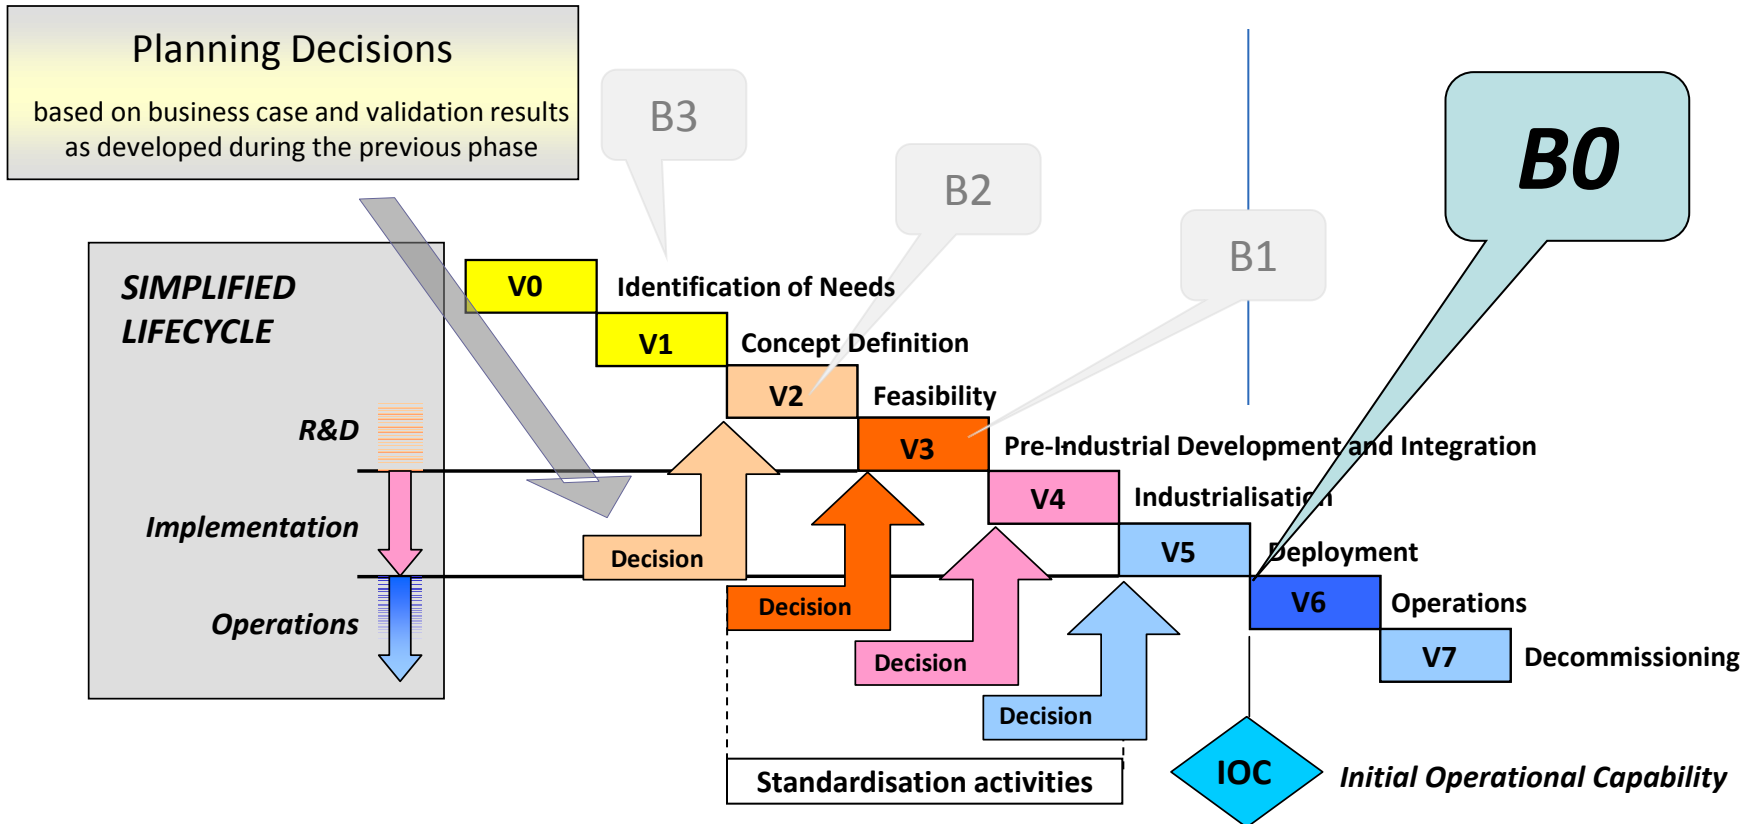 Planning Decisions
based on business case and validation results
as developed during the previous phase
B3
B2
B1
B0
SIMPLIFIED
LIFECYCLE
V0 Identification of Needs
V1 Concept Definition
V2 Feasibility
R&D
V3 Pre-Industrial Development and Integration
V4 Industrialisation
Implementation
Decision
V5 Deployment
Decision
V6 Operations
Operations
Decision
V7 Decommissioning
Decision
Standardisation activities
IOC Initial Operational Capability